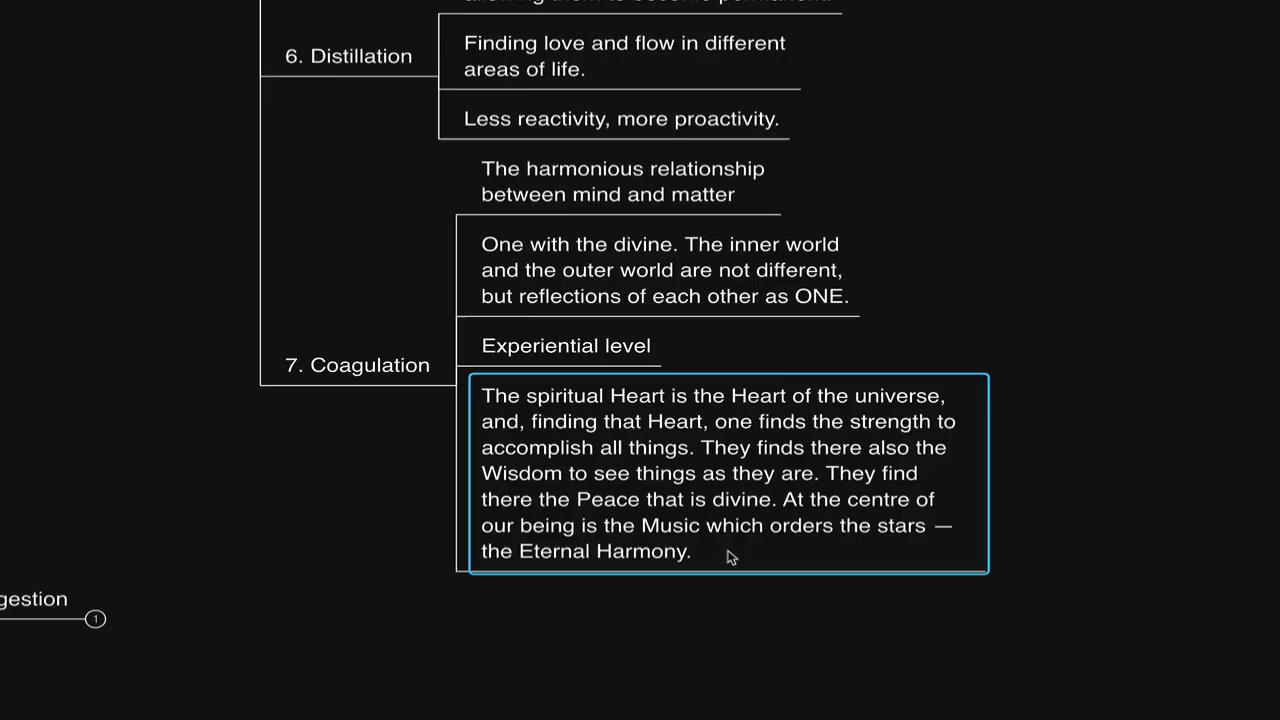 6. Distillation
Finding love and flow in different
areas of life.
Less reactivity, more proactivity.
The harmonious relationship
between mind and matter
One with the divine. The inner world
and the outer world are not different,
but reflections of each other as ONE.
Experiential level
7. Coagulation
The spiritual Heart is the Heart of the universe,
and, finding that Heart, one finds the strength to
accomplish all things. They finds there also the
Wisdom to see things as they are. They find
there the Peace that is divine. At the centre of
our being is the Music which orders the stars —
the Eternal Harmony.
gestion
1